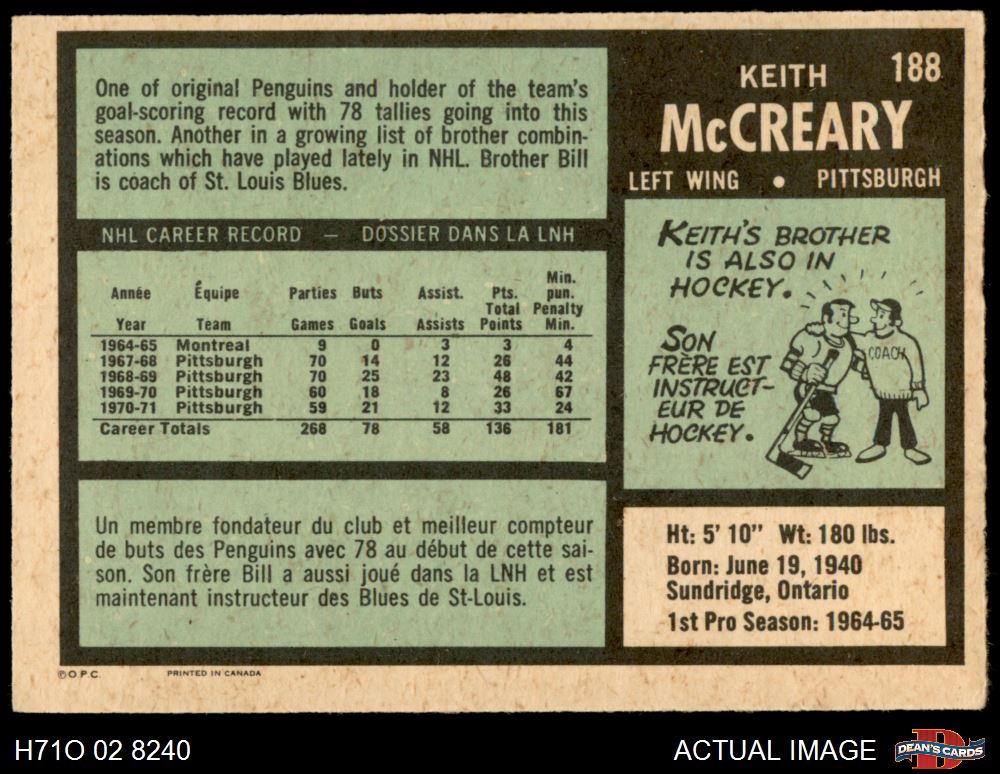 One of original Penguins and holder of the team's
goal-scoring record with 78 tallies going into this
season. Another in a growing list of brother combin-
ations which have played lately in NHL. Brother Bill
is coach of St. Louis Blues.
KEITH 188
McCREARY
LEFT WING • PITTSBURGH
NHL CAREER RECORD — DOSSIER DANS LA LNH
Min.
Année Équipe Parties Buts Assist. Pts. pun.
Total Penalty
Year Team Games Goals Assists Points Min.
1964-65 Montreal 9 0 3 3 4
1967-68 Pittsburgh 70 14 12 26 44
1968-69 Pittsburgh 70 25 23 48 42
1969-70 Pittsburgh 60 18 8 26 67
1970-71 Pittsburgh 59 21 12 33 24
Career Totals 268 78 58 136 181
KEITH'S BROTHER
IS ALSO IN
HOCKEY.
SON
FRÈRE EST
INSTRUCT-
EUR DE
HOCKEY.
COACH
Un membre fondateur du club et meilleur compteur
de buts des Penguins avec 78 au début de cette sai-
son. Son frère Bill a aussi joué dans la LNH et est
maintenant instructeur des Blues de St-Louis.
Ht: 5' 10" Wt: 180 lbs.
Born: June 19, 1940
Sundridge, Ontario
1st Pro Season: 1964-65
© O.P.C. PRINTED IN CANADA
H71O 02 8240 ACTUAL IMAGE
D
DEAN'S CARDS